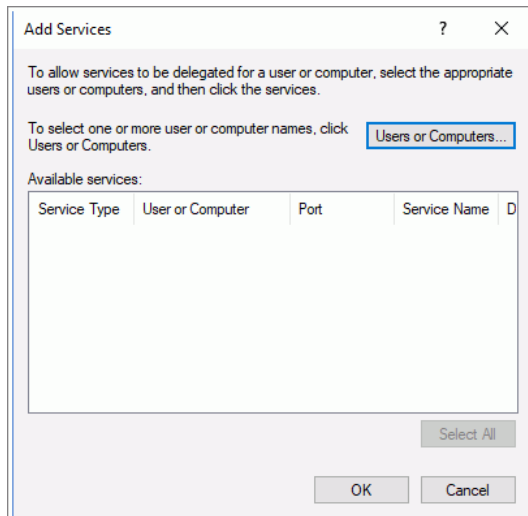 Add Services
?
To allow services to be delegated for a user or computer, select the appropriate
users or computers, and then click the services.
To select one or more user or computer names, click
Users or Computers.
Users or Computers...
Available services:
Service Type User or Computer Port Service Name D
Select All
OK Cancel